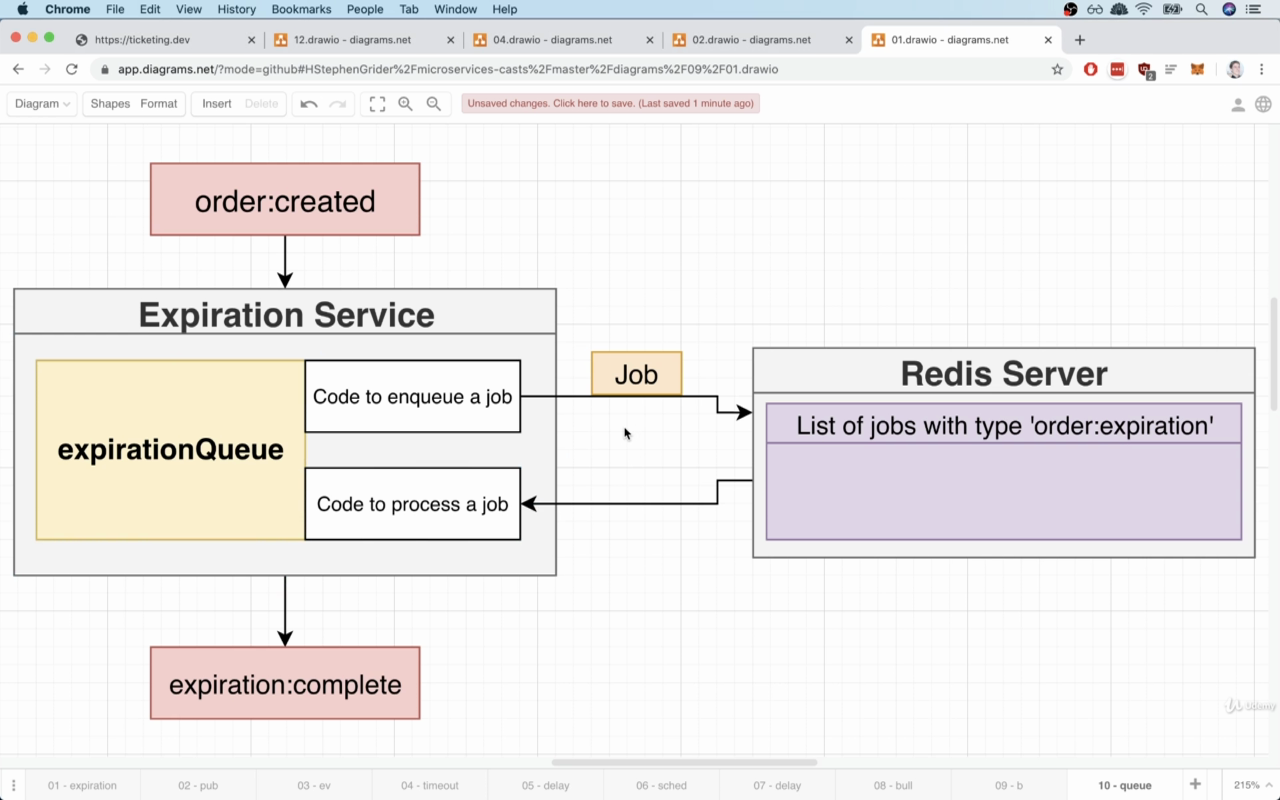 Chrome File Edit View History Bookmarks People Tab Window Help
https://ticketing.dev
12.drawio - diagrams.net
04.drawio - diagrams.net
02.drawio - diagrams.net
01.drawio - diagrams.net
app.diagrams.net/?mode=github#HStephenGrider%2Fmicroservices-casts%2Fmaster%2Fdiagrams%2F09%2F01.drawio
2
Diagram Shapes Format Insert Delete Unsaved changes. Click here to save. (Last saved 1 minute ago)
order:created
Expiration Service
expirationQueue
Code to enqueue a job
Code to process a job
Job
Redis Server
List of jobs with type 'order:expiration'
expiration:complete
Udemy
01 - expiration 02 - pub 03 - ev 04 - timeout 05 - delay 06 - sched 07 - delay 08 - bull 09 - b 10 - queue 215%